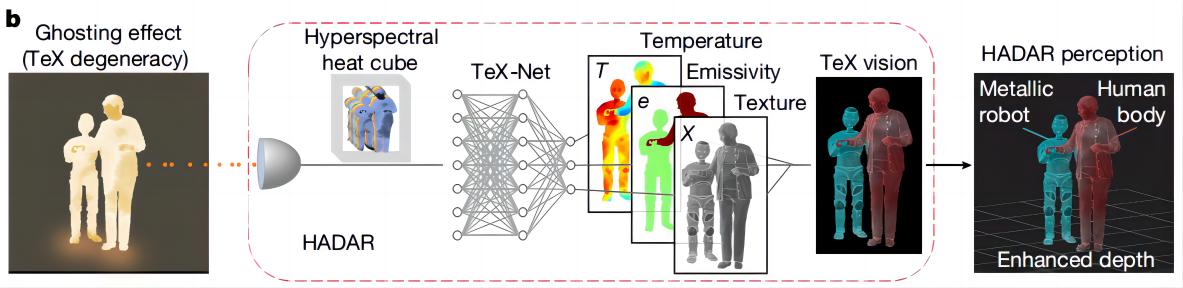 b
Ghosting effect
(TeX degeneracy)
Hyperspectral
heat cube
TeX-Net
Temperature
T
Emissivity
e
Texture
X
TeX vision
HADAR
HADAR perception
Metallic
robot
Human
body
Enhanced depth